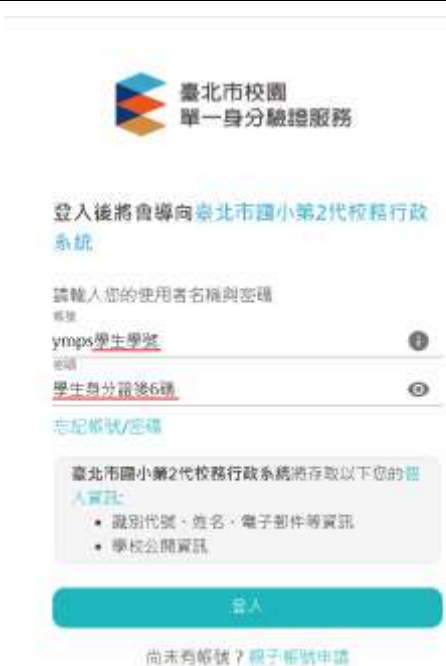 臺北市校園
單一身分驗證服務
登入後將會導向臺北市國小第2代校務行政
系統
請輸入您的使用者名稱與密碼
帳號
ymps學生學號
密碼
學生身分證後6碼
忘記帳號/密碼
臺北市國小第2代校務行政系統將存取以下您的個
人資訊:
• 識別代號、姓名、電子郵件等資訊
• 學校公開資訊
登入
尚未有帳號？親子帳號申請